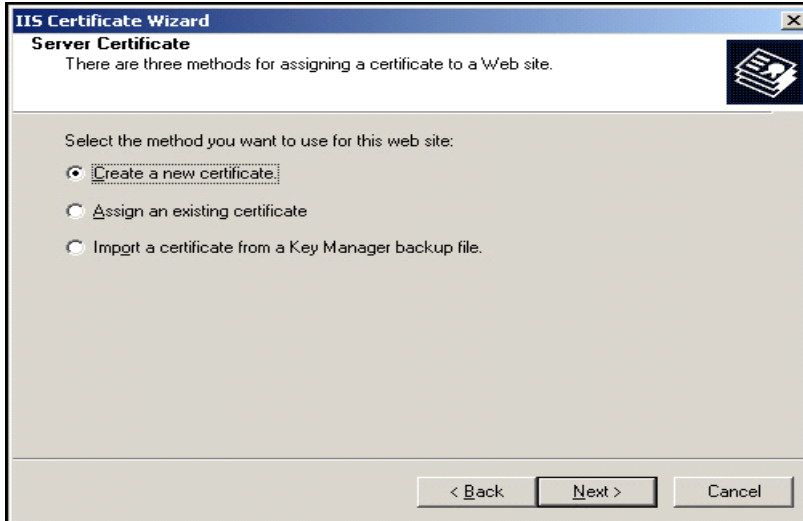 IIS Certificate Wizard
Server Certificate
There are three methods for assigning a certificate to a Web site.
Select the method you want to use for this web site:
Create a new certificate.
Assign an existing certificate
Import a certificate from a Key Manager backup file.
< Back Next > Cancel